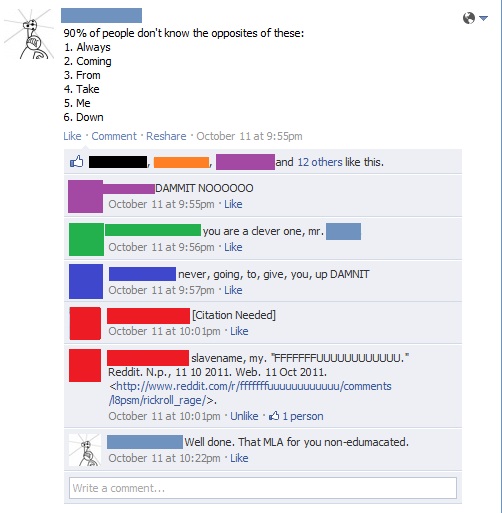 90% of people don't know the opposites of these:
1. Always
2. Coming
3. From
4. Take
5. Me
6. Down
Like · Comment · Reshare · October 11 at 9:55pm
, , and 12 others like this.
DAMMIT NOOOOOO
October 11 at 9:55pm · Like
you are a clever one, mr.
October 11 at 9:56pm · Like
never, going, to, give, you, up DAMNIT
October 11 at 9:57pm · Like
[Citation Needed]
October 11 at 10:01pm · Like
slavename, my. "FFFFFFFUUUUUUUUUUUU."
Reddit. N.p., 11 10 2011. Web. 11 Oct 2011.
<http://www.reddit.com/r/fffffffuuuuuuuuuuuu/comments
/l8psm/rickroll_rage/>.
October 11 at 10:01pm · Unlike · 1 person
Well done. That MLA for you non-edumacated.
October 11 at 10:22pm · Like
Write a comment...